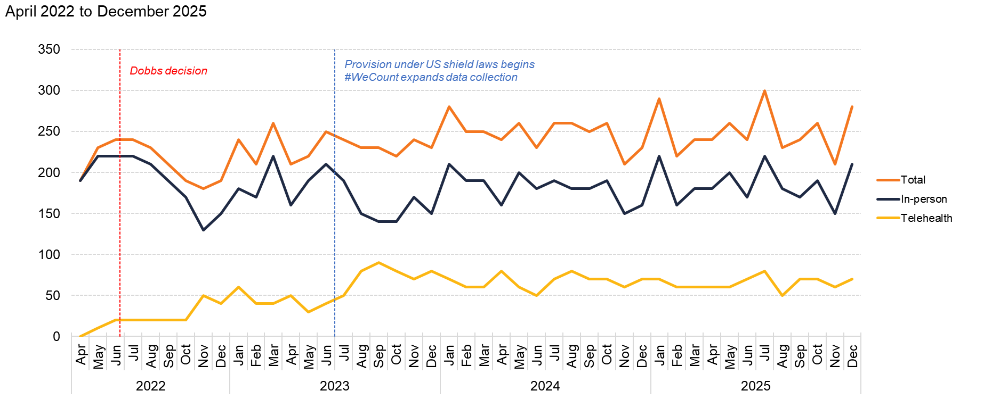 April 2022 to December 2025
350
300
250
200
150
100
50
0
Dobbs decision
Provision under US shield laws begins
#WeCount expands data collection
Total
In-person
Telehealth
Apr May Jun Jul Aug Sep Oct Nov Dec Jan Feb Mar Apr May Jun Jul Aug Sep Oct Nov Dec Jan Feb Mar Apr May Jun Jul Aug Sep Oct Nov Dec Jan Feb Mar Apr May Jun Jul Aug Sep Oct Nov Dec
2022 2023 2024 2025